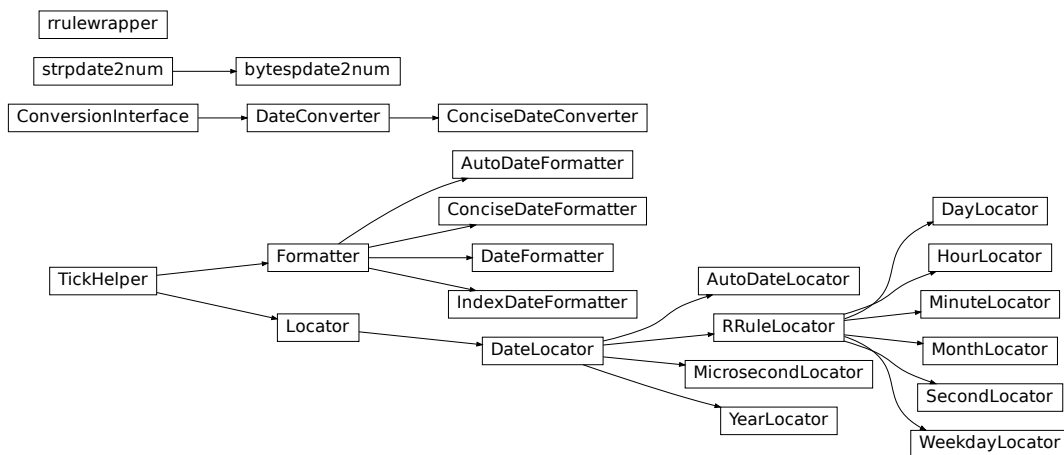 rrulewrapper
strpdate2num
bytespdate2num
ConversionInterface
DateConverter
ConciseDateConverter
AutoDateFormatter
ConciseDateFormatter
DayLocator
Formatter
DateFormatter
HourLocator
TickHelper
AutoDateLocator
IndexDateFormatter
MinuteLocator
Locator
RRuleLocator
DateLocator
MonthLocator
MicrosecondLocator
SecondLocator
YearLocator
WeekdayLocator